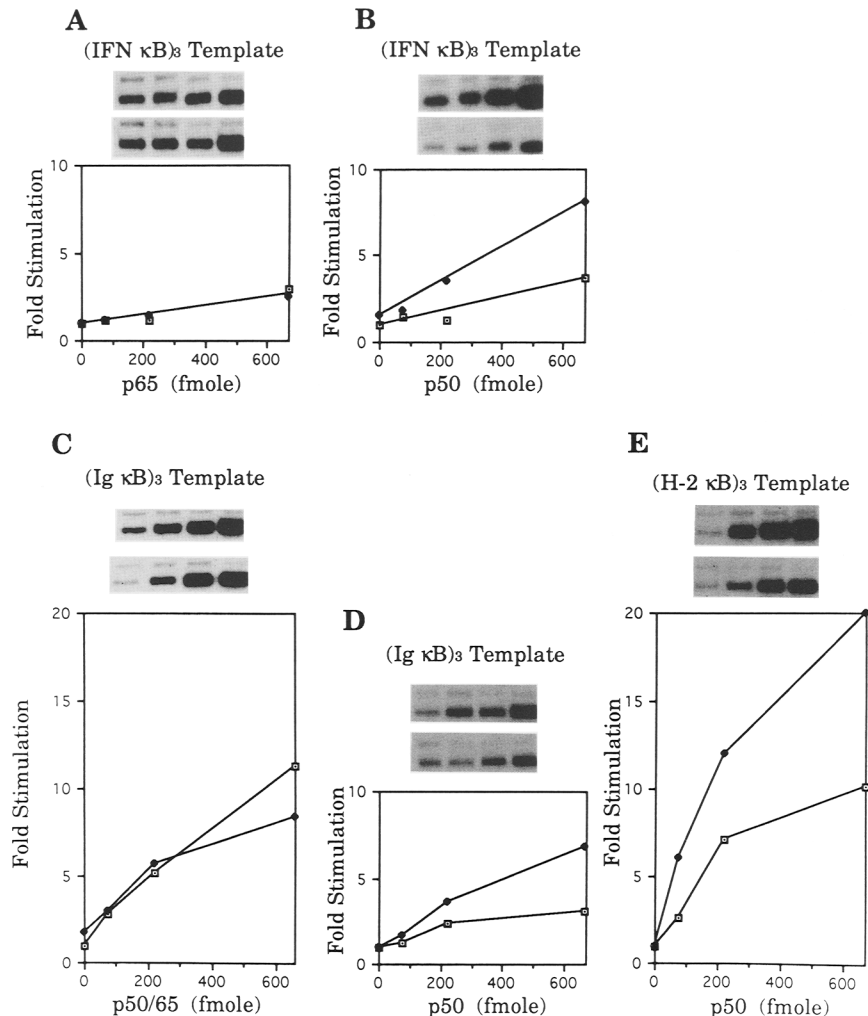 A
(IFN κB)₃ Template
Fold Stimulation
10
5
0
0 200 400 600
p65 (fmole)
B
(IFN κB)₃ Template
10
5
0
0 200 400 600
p50 (fmole)
C
(Ig κB)₃ Template
Fold Stimulation
20
15
10
5
0
0 200 400 600
p50/65 (fmole)
D
(Ig κB)₃ Template
Fold Stimulation
10
5
0
0 200 400 600
p50 (fmole)
E
(H-2 κB)₃ Template
Fold Stimulation
20
15
10
5
0
0 200 400 600
p50 (fmole)